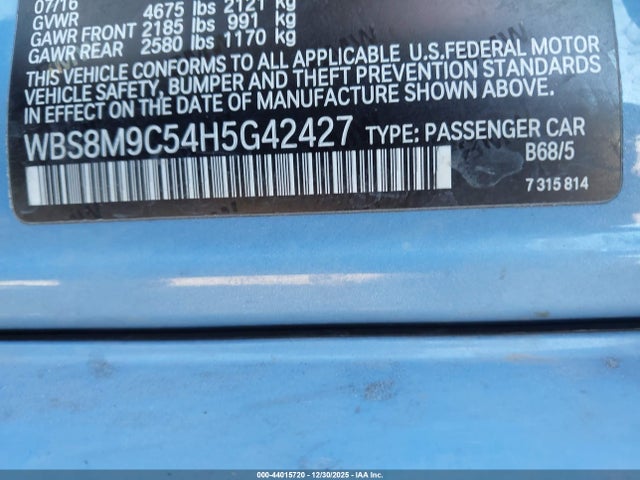 07/16
GVWR 4675 lbs 2121 kg
GAWR FRONT 2185 lbs 991 kg
GAWR REAR 2580 lbs 1170 kg
THIS VEHICLE CONFORMS TO ALL APPLICABLE U.S.FEDERAL MOTOR
VEHICLE SAFETY, BUMPER AND THEFT PREVENTION STANDARDS
IN EFFECT ON THE DATE OF MANUFACTURE SHOWN ABOVE.
WBS8M9C54H5G42427 TYPE: PASSENGER CAR
B68/5
7 315 814
000-44015720 • 12/30/2025 • IAAI COPYRIGHT